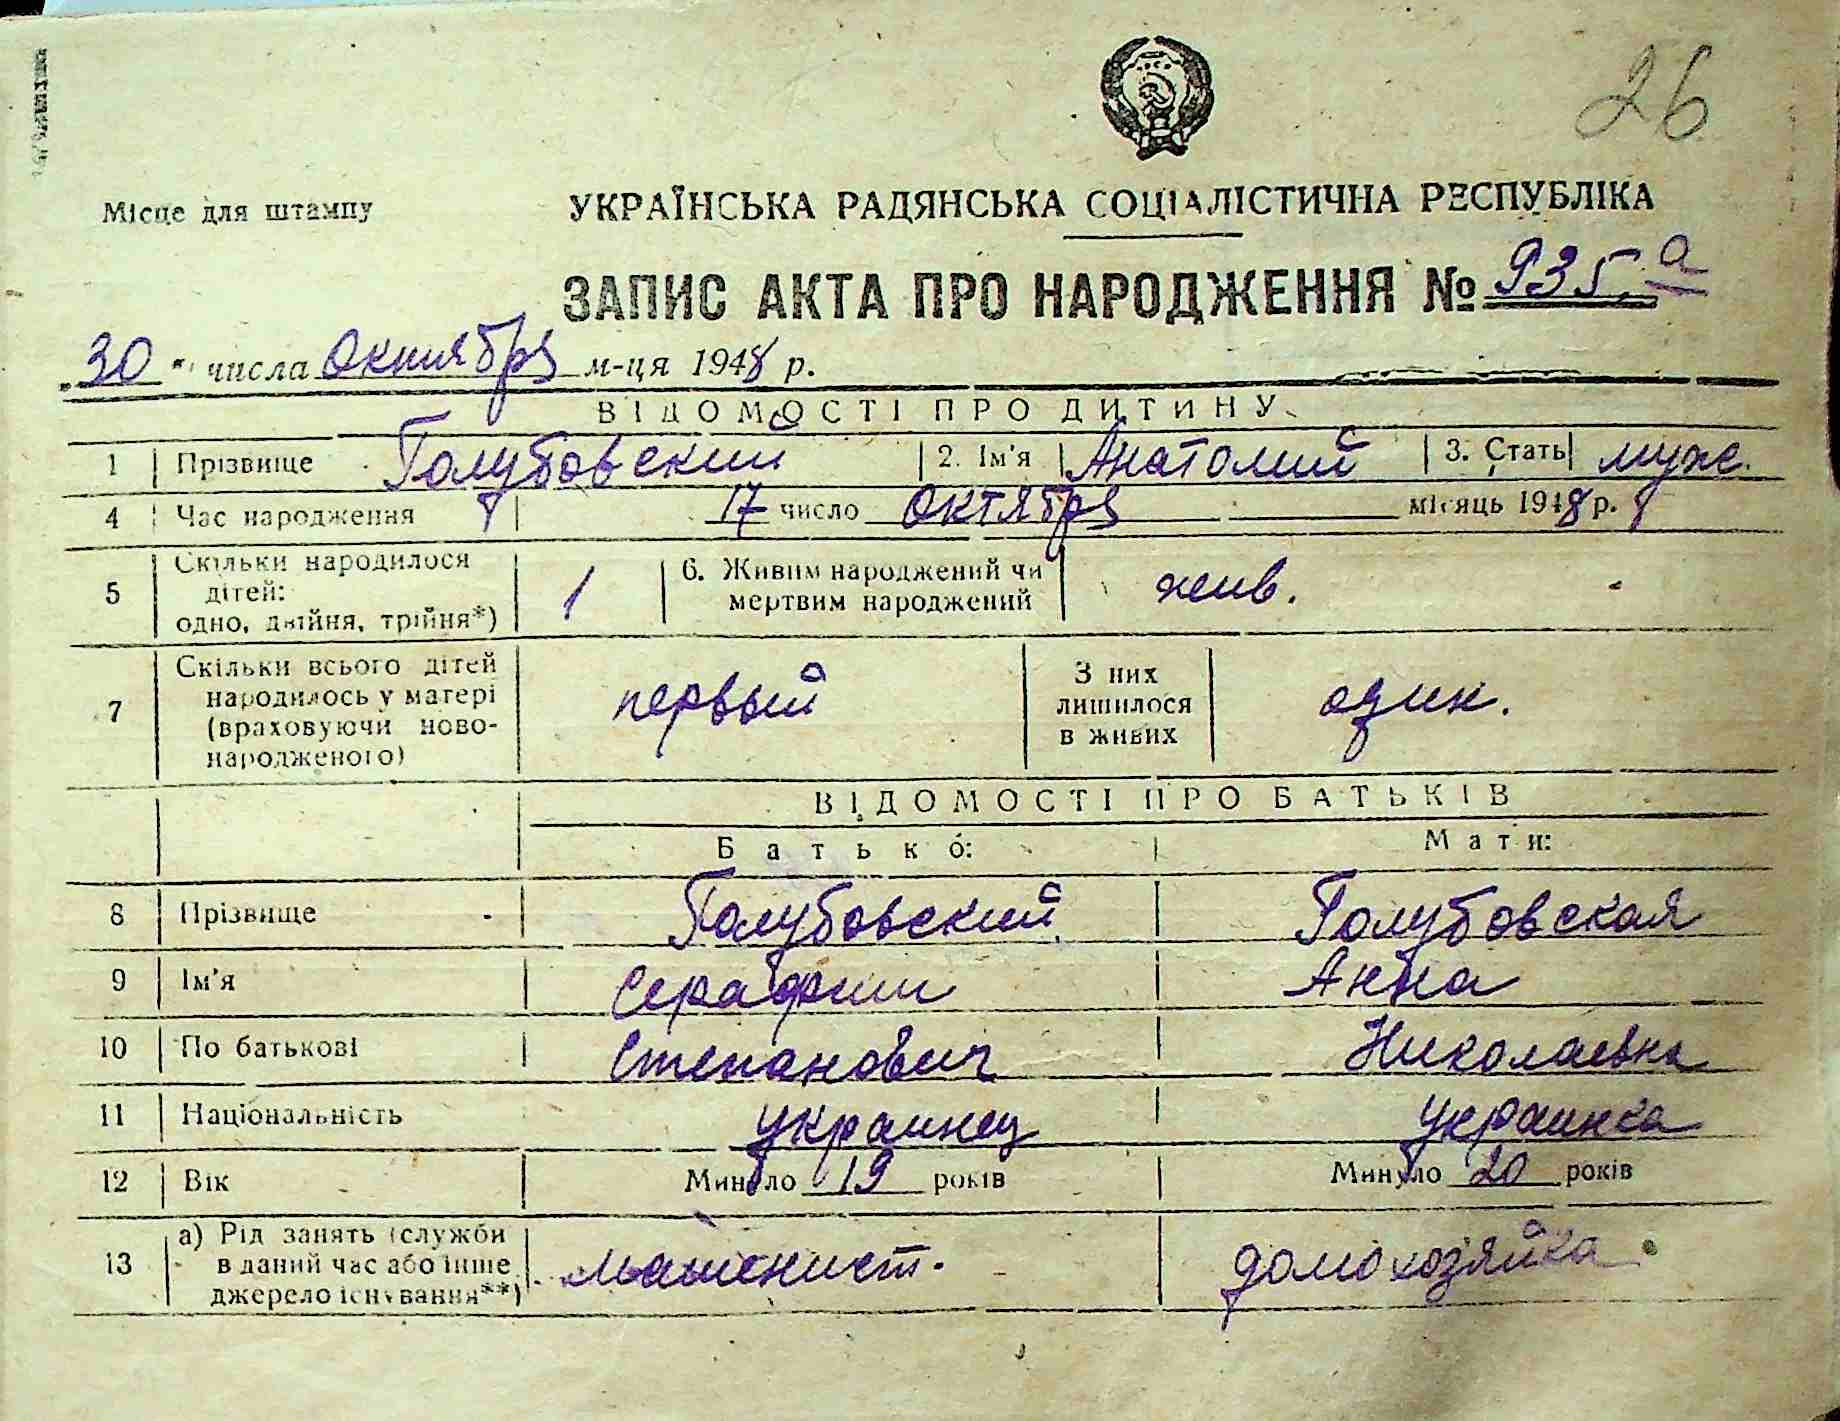 26
Місце для штампу
УКРАЇНСЬКА РАДЯНСЬКА СОЦІАЛІСТИЧНА РЕСПУБЛІКА
ЗАПИС АКТА ПРО НАРОДЖЕННЯ № 935 а
„30" числа Октября м-ця 1948 р.
ВІДОМОСТІ ПРО ДИТИНУ
1 Прізвище Голубовский 2. Ім'я Анатолий 3. Стать муж.
4 Час народження 17 число октября місяць 1948 р.
5 Скільки народилося дітей: одно, двійня, трійня*) 1 6. Живим народжений чи мертвим народжений жив.
7 Скільки всього дітей народилось у матері (враховуючи новонародженого) первый З них лишилося в живих один.
ВІДОМОСТІ ПРО БАТЬКІВ
Батько: Мати:
8 Прізвище Голубовский Голубовская
9 Ім'я Серафим Анна
10 По батькові Степанович Николаевна
11 Національність украинец украинка
12 Вік Минуло 19 років Минуло 20 років
13 а) Рід занять (служби в даний час або інше джерело існування**) машенист. домохозяйка